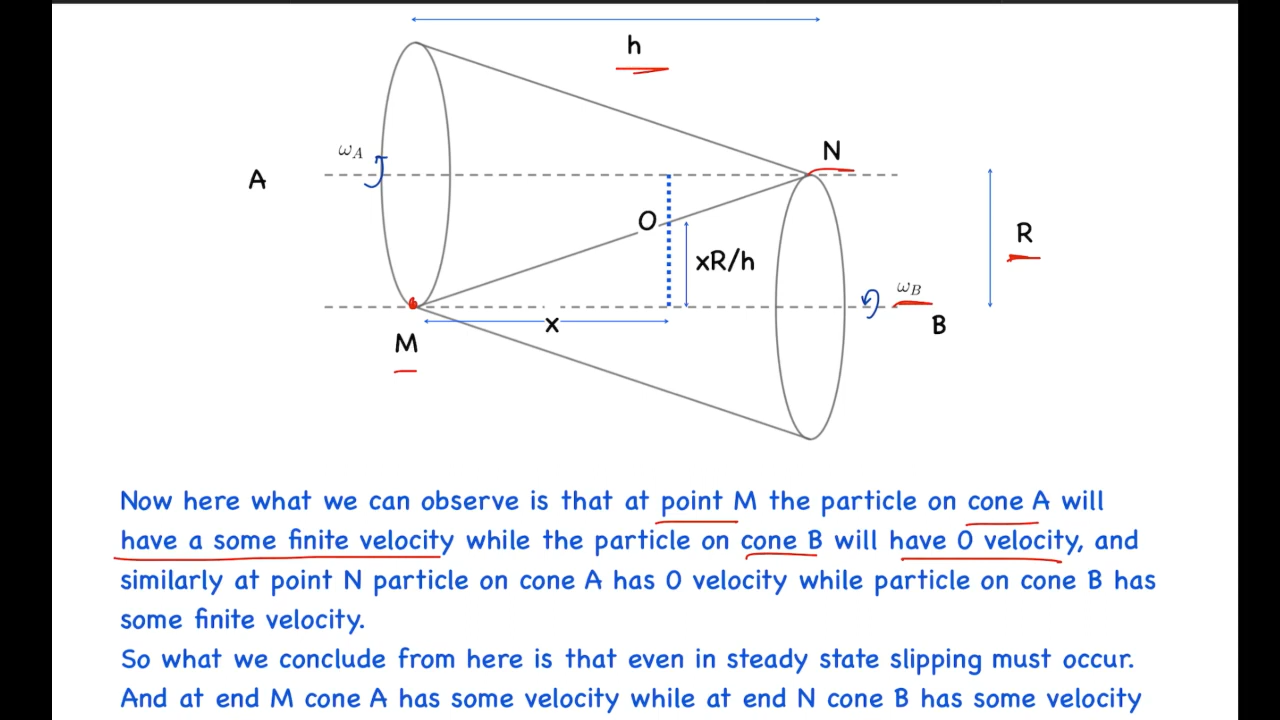 h
N
ωA
A
O
R
xR/h
ωB
x
B
M
Now here what we can observe is that at point M the particle on cone A will
have a some finite velocity while the particle on cone B will have 0 velocity, and
similarly at point N particle on cone A has 0 velocity while particle on cone B has
some finite velocity.
So what we conclude from here is that even in steady state slipping must occur.
And at end M cone A has some velocity while at end N cone B has some velocity